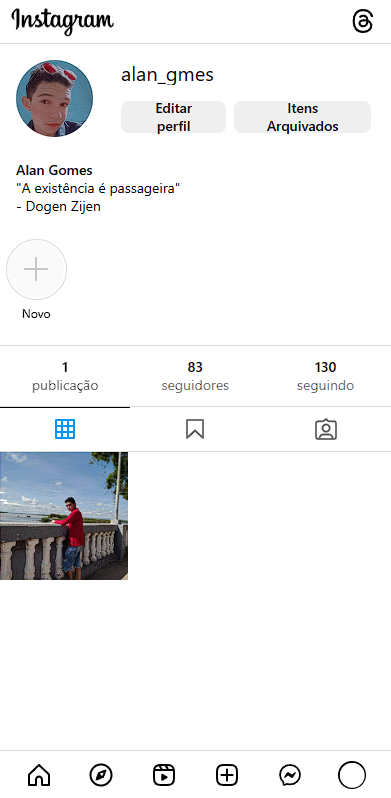 Instagram
alan_gmes
Editar
perfil
Itens
Arquivados
Alan Gomes
"A existência é passageira"
- Dogen Zijen
Novo
1
publicação
83
seguidores
130
seguindo